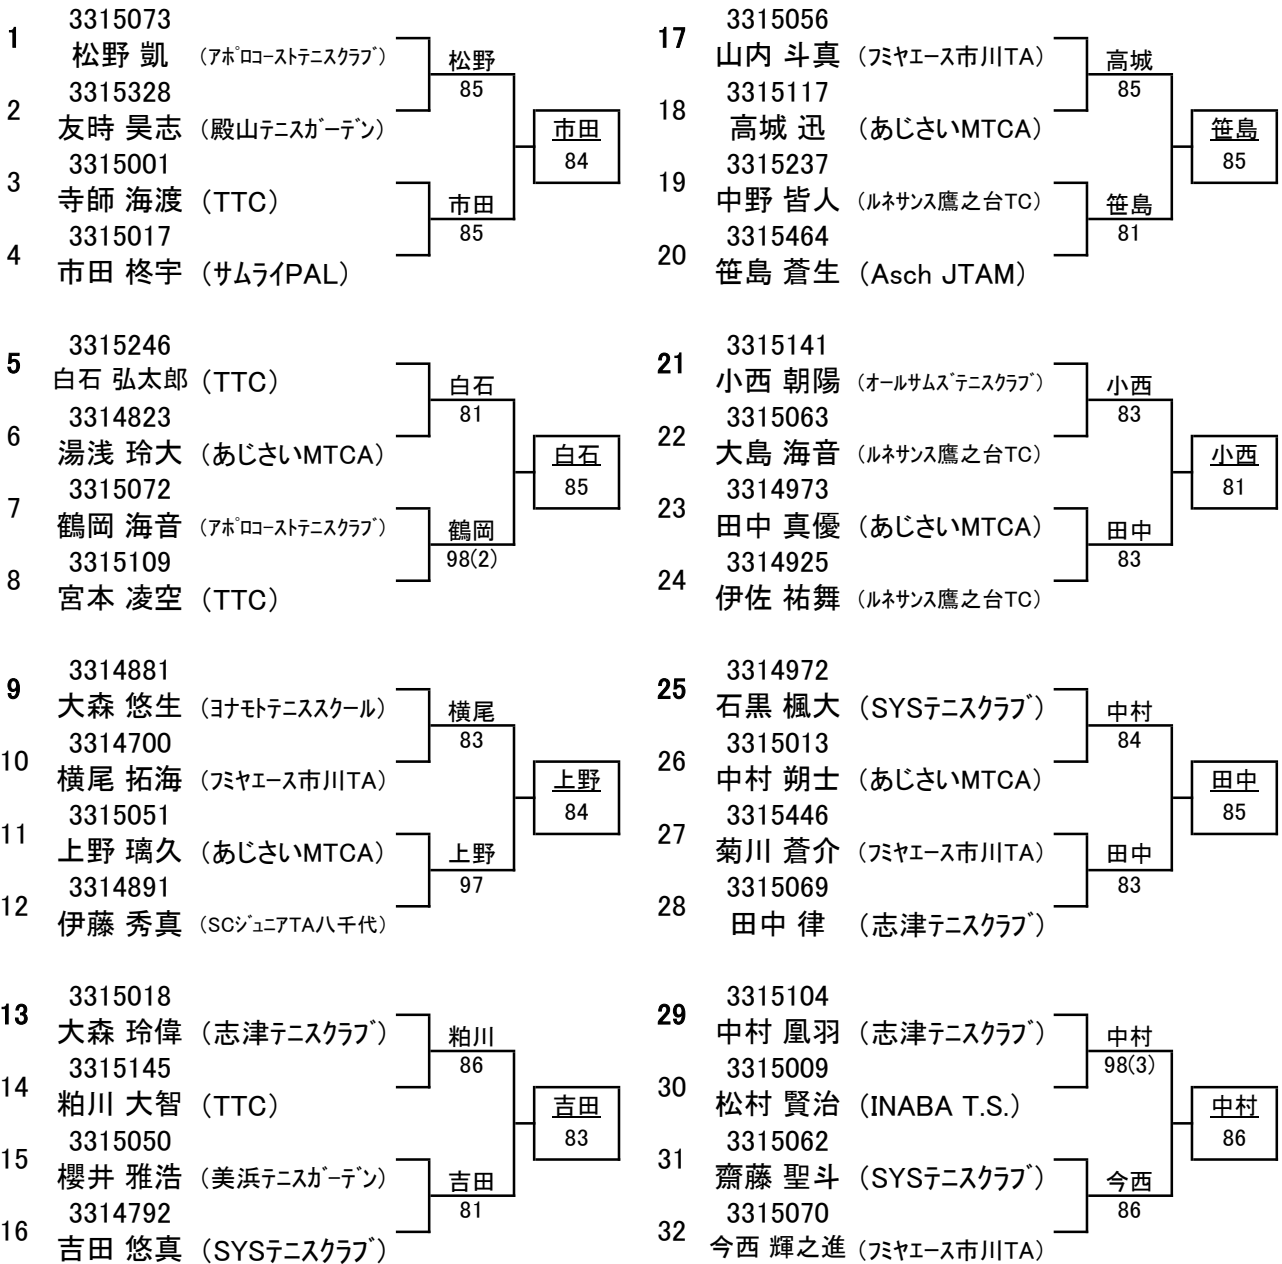 3315073
1 松野 凱 （ｱﾎﾟﾛｺｰｽﾄﾃﾆｽｸﾗﾌﾞ）
松野
85
3315328
2 友時 昊志 （殿山ﾃﾆｽｶﾞｰﾃﾞﾝ）
市田
84
3315001
3 寺師 海渡 （TTC）
市田
85
3315017
4 市田 柊宇 （ｻﾑﾗｲPAL）
3315246
5 白石 弘太郎 （TTC）
白石
81
3314823
6 湯浅 玲大 （あじさいMTCA）
白石
85
3315072
7 鶴岡 海音 （ｱﾎﾟﾛｺｰｽﾄﾃﾆｽｸﾗﾌﾞ）
鶴岡
98(2)
3315109
8 宮本 凌空 （TTC）
3314881
9 大森 悠生 （ﾖﾅﾓﾄﾃﾆｽｽｸｰﾙ）
横尾
83
3314700
10 横尾 拓海 （ﾌﾐﾔｴｰｽ市川TA）
上野
84
3315051
11 上野 璃久 （あじさいMTCA）
上野
97
3314891
12 伊藤 秀真 （SCｼﾞｭﾆｱTA八千代）
3315018
13 大森 玲偉 （志津ﾃﾆｽｸﾗﾌﾞ）
粕川
86
3315145
14 粕川 大智 （TTC）
吉田
83
3315050
15 櫻井 雅浩 （美浜ﾃﾆｽｶﾞｰﾃﾞﾝ）
吉田
81
3314792
16 吉田 悠真 （SYSﾃﾆｽｸﾗﾌﾞ）
3315056
17 山内 斗真 （ﾌﾐﾔｴｰｽ市川TA）
高城
85
3315117
18 高城 迅 （あじさいMTCA）
笹島
85
3315237
19 中野 皆人 （ﾙﾈｻﾝｽ鷹之台TC）
笹島
81
3315464
20 笹島 蒼生 （Asch JTAM）
3315141
21 小西 朝陽 （ｵｰﾙｻﾑｽﾞﾃﾆｽｸﾗﾌﾞ）
小西
83
3315063
22 大島 海音 （ﾙﾈｻﾝｽ鷹之台TC）
小西
81
3314973
23 田中 真優 （あじさいMTCA）
田中
83
3314925
24 伊佐 祐舞 （ﾙﾈｻﾝｽ鷹之台TC）
3314972
25 石黒 楓大 （SYSﾃﾆｽｸﾗﾌﾞ）
中村
84
3315013
26 中村 朔士 （あじさいMTCA）
田中
85
3315446
27 菊川 蒼介 （ﾌﾐﾔｴｰｽ市川TA）
田中
83
3315069
28 田中 律 （志津ﾃﾆｽｸﾗﾌﾞ）
3315104
29 中村 凰羽 （志津ﾃﾆｽｸﾗﾌﾞ）
中村
98(3)
3315009
30 松村 賢治 （INABA T.S.）
中村
86
3315062
31 齋藤 聖斗 （SYSﾃﾆｽｸﾗﾌﾞ）
今西
86
3315070
32 今西 輝之進 （ﾌﾐﾔｴｰｽ市川TA）